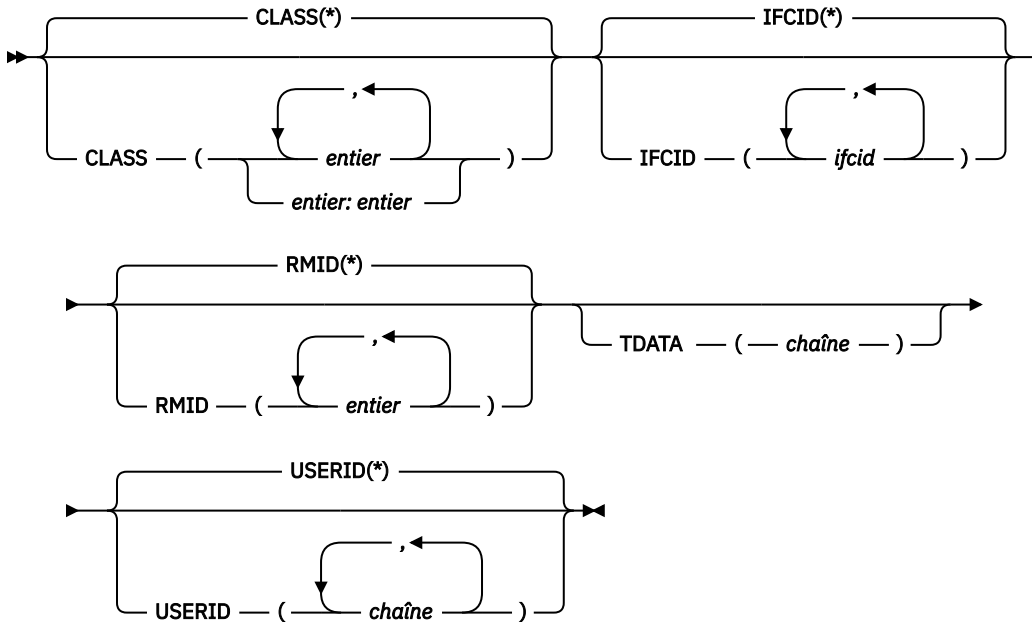 CLASS(*) IFCID(*)
, ,
CLASS ( entier ) IFCID ( ifcid )
entier: entier
RMID(*)
,
TDATA ( chaîne )
RMID ( entier )
USERID(*)
,
USERID ( chaîne )